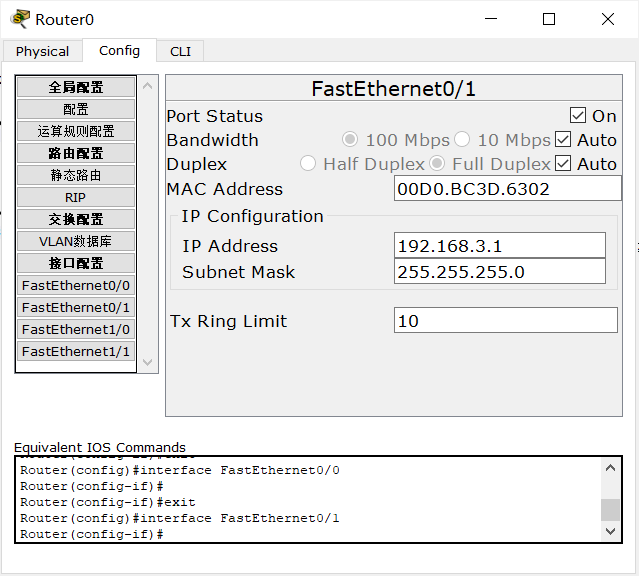 Router0
Physical Config CLI
全局配置
配置
运算规则配置
路由配置
静态路由
RIP
交换配置
VLAN数据库
接口配置
FastEthernet0/0
FastEthernet0/1
FastEthernet1/0
FastEthernet1/1
FastEthernet0/1
Port Status On
Bandwidth 100 Mbps 10 Mbps Auto
Duplex Half Duplex Full Duplex Auto
MAC Address 00D0.BC3D.6302
IP Configuration
IP Address 192.168.3.1
Subnet Mask 255.255.255.0
Tx Ring Limit 10
Equivalent IOS Commands
Router(config)#interface FastEthernet0/0
Router(config-if)#
Router(config-if)#exit
Router(config)#interface FastEthernet0/1
Router(config-if)#